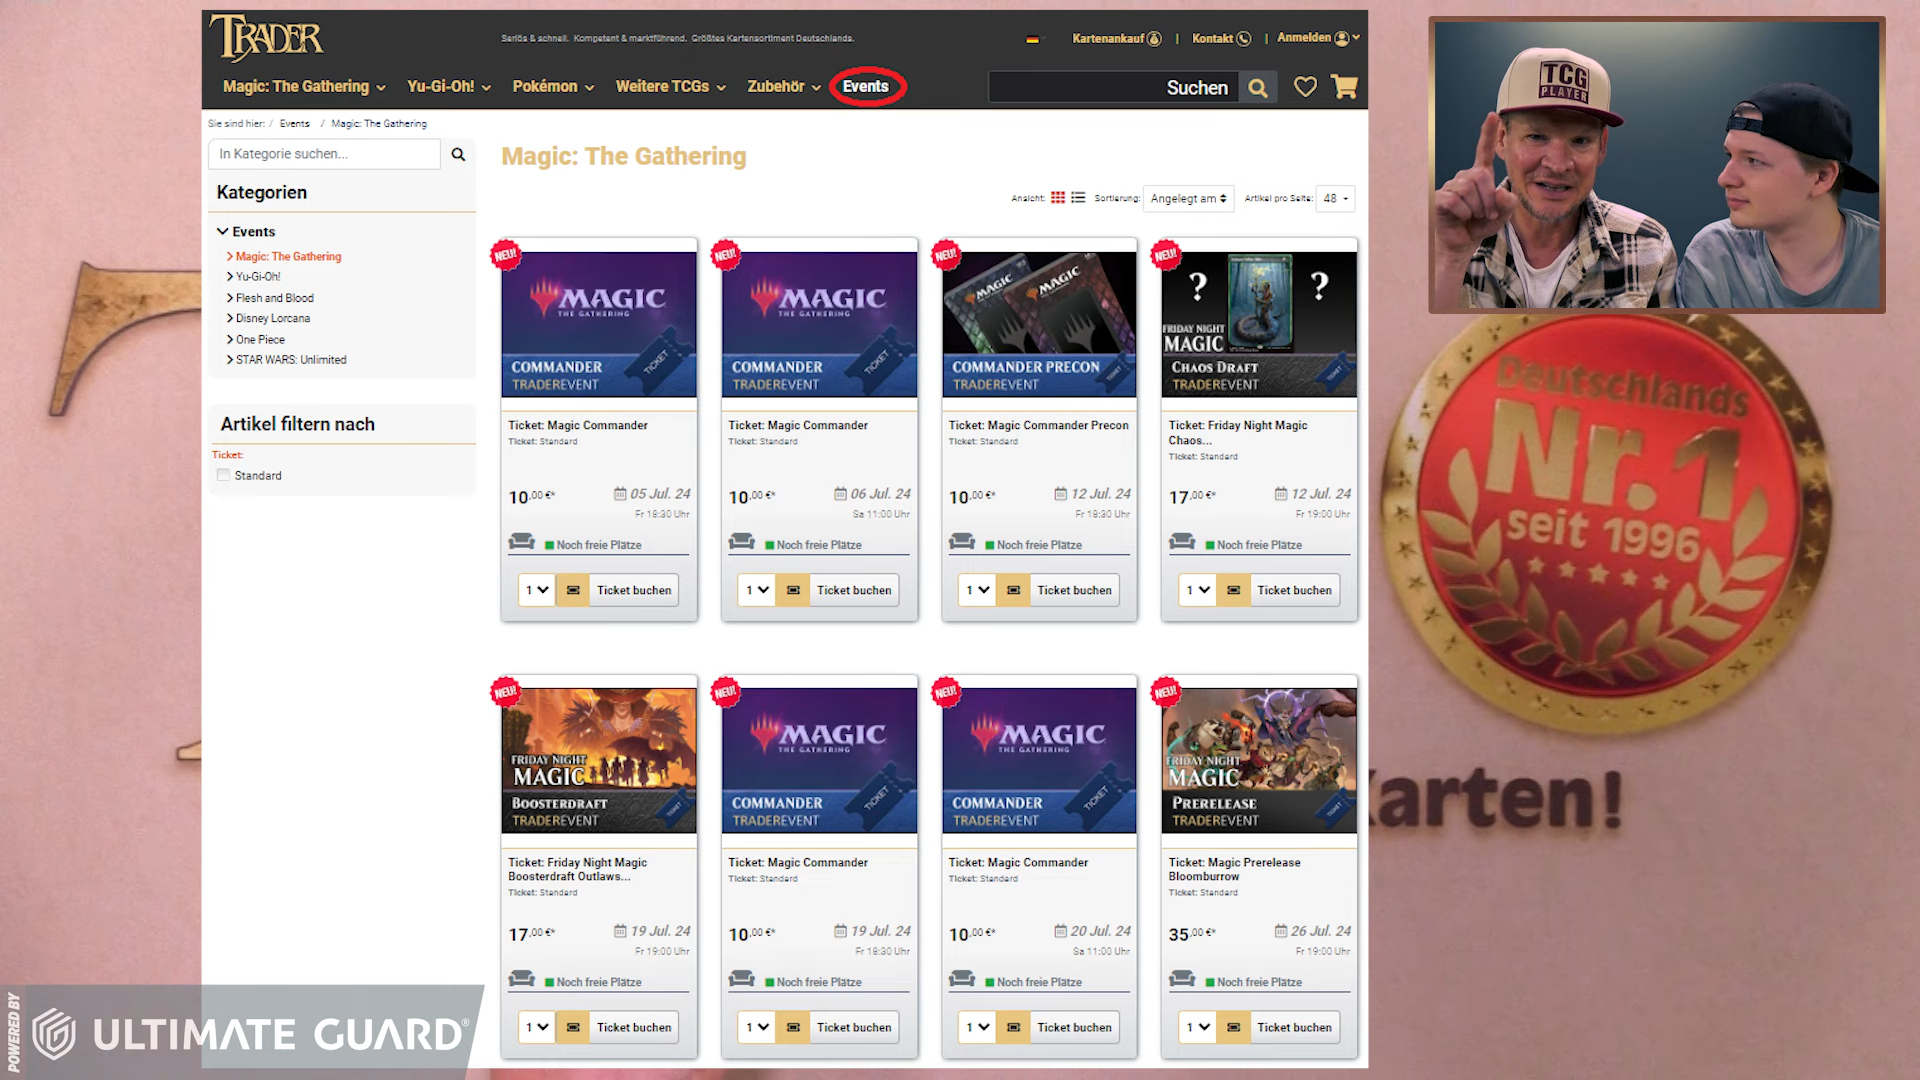 TRADER
Seriös & schnell. Kompetent & marktführend. Größtes Kartensortiment Deutschlands.
Kartenankauf | Kontakt | Anmelden
Magic: The Gathering Yu-Gi-Oh! Pokémon Weitere TCGs Zubehör Events Suchen
Sie sind hier: / Events / Magic: The Gathering
In Kategorie suchen...
Kategorien
Events
Magic: The Gathering
Yu-Gi-Oh!
Flesh and Blood
Disney Lorcana
One Piece
STAR WARS: Unlimited
Artikel filtern nach
Ticket:
Standard
Magic: The Gathering
Ansicht: Sortierung: Angelegt am Artikel pro Seite: 48
NEU!
MAGIC
THE GATHERING
COMMANDER
TRADEREVENT
TICKET
Ticket: Magic Commander
Ticket: Standard
10,00 €* 05 Jul. 24
Fr 18:30 Uhr
Noch freie Plätze
1 Ticket buchen
NEU!
MAGIC
THE GATHERING
COMMANDER
TRADEREVENT
TICKET
Ticket: Magic Commander
Ticket: Standard
10,00 €* 06 Jul. 24
Sa 11:00 Uhr
Noch freie Plätze
1 Ticket buchen
NEU!
MAGIC
MAGIC
COMMANDER PRECON
TRADEREVENT
TICKET
Ticket: Magic Commander Precon
Ticket: Standard
10,00 €* 12 Jul. 24
Fr 18:30 Uhr
Noch freie Plätze
1 Ticket buchen
NEU!
? ?
FRIDAY NIGHT
MAGIC
CHAOS DRAFT
TRADEREVENT
TICKET
Ticket: Friday Night Magic
Chaos...
Ticket: Standard
17,00 €* 12 Jul. 24
Fr 19:00 Uhr
Noch freie Plätze
1 Ticket buchen
NEU!
FRIDAY NIGHT
MAGIC
BOOSTERDRAFT
TRADEREVENT
TICKET
Ticket: Friday Night Magic
Boosterdraft Outlaws...
Ticket: Standard
17,00 €* 19 Jul. 24
Fr 19:00 Uhr
Noch freie Plätze
1 Ticket buchen
NEU!
MAGIC
THE GATHERING
COMMANDER
TRADEREVENT
TICKET
Ticket: Magic Commander
Ticket: Standard
10,00 €* 19 Jul. 24
Fr 18:30 Uhr
Noch freie Plätze
1 Ticket buchen
NEU!
MAGIC
THE GATHERING
COMMANDER
TRADEREVENT
TICKET
Ticket: Magic Commander
Ticket: Standard
10,00 €* 20 Jul. 24
Sa 11:00 Uhr
Noch freie Plätze
1 Ticket buchen
NEU!
FRIDAY NIGHT
MAGIC
PRERELEASE
TRADEREVENT
TICKET
Ticket: Magic Prerelease
Bloomburrow
Ticket: Standard
35,00 €* 26 Jul. 24
Fr 19:00 Uhr
Noch freie Plätze
1 Ticket buchen
TCG
PLAYER
Deutschlands
Nr. 1
seit 1996
Karten!
POWERED BY
ULTIMATE GUARD®